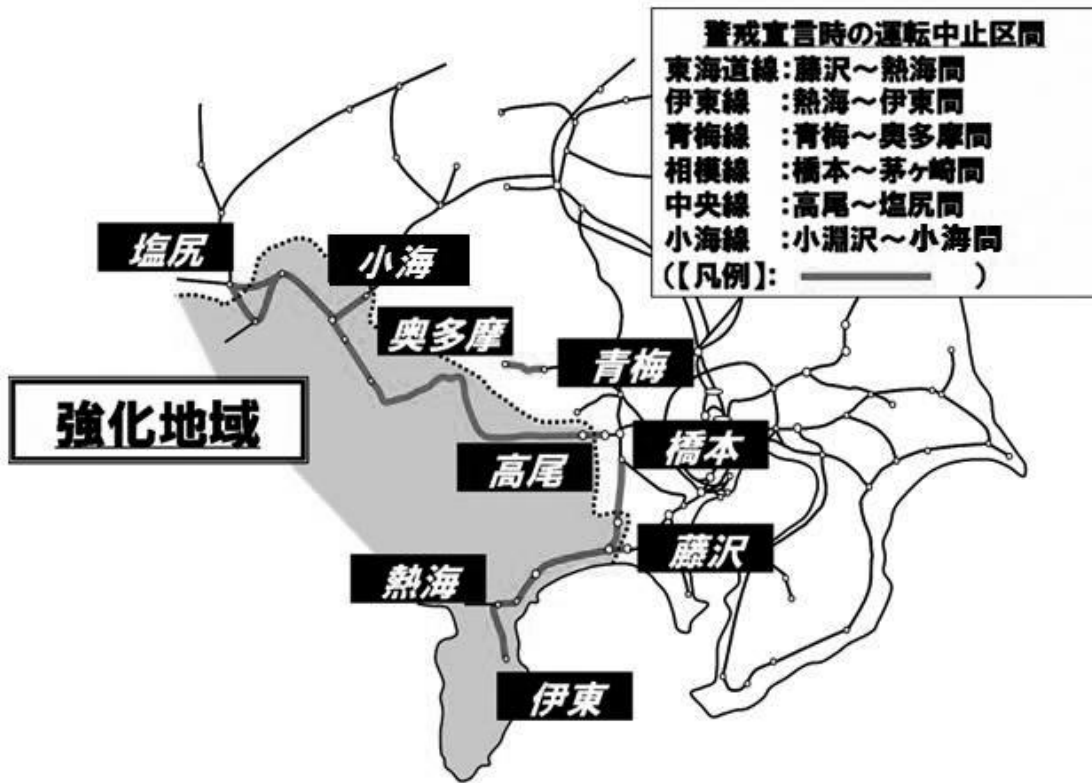 警戒宣言時の運転中止区間
東海道線:藤沢～熱海間
伊東線　:熱海～伊東間
青梅線　:青梅～奥多摩間
相模線　:橋本～茅ヶ崎間
中央線　:高尾～塩尻間
小海線　:小淵沢～小海間
(【凡例】:　　　　　)
塩尻
小海
奥多摩
青梅
強化地域
高尾
橋本
藤沢
熱海
伊東